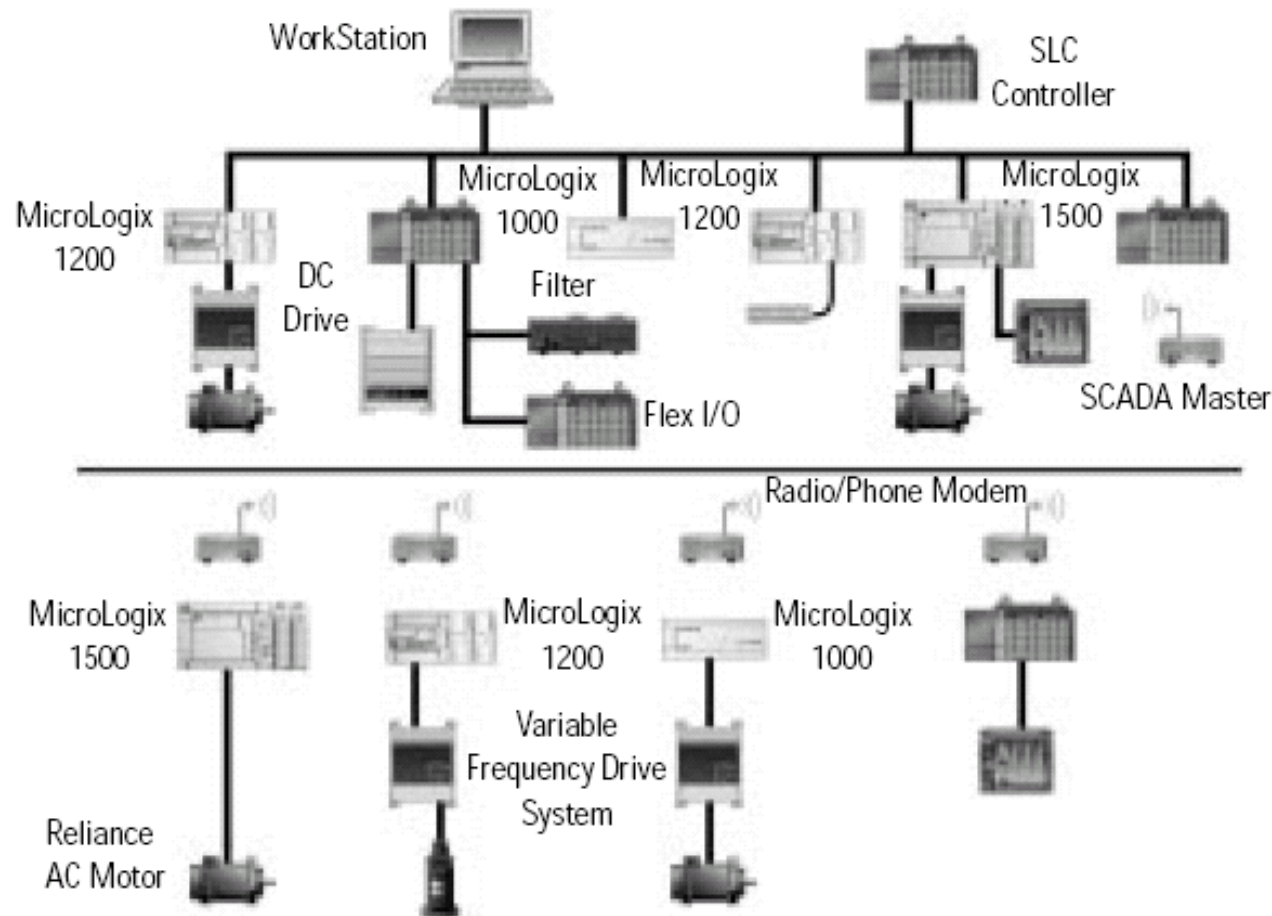 WorkStation
SLC
Controller
MicroLogix
1200
MicroLogix
1000
MicroLogix
1200
MicroLogix
1500
DC
Drive
Filter
Flex I/O
SCADA Master
Radio/Phone Modem
MicroLogix
1500
MicroLogix
1200
MicroLogix
1000
Variable
Frequency Drive
System
Reliance
AC Motor